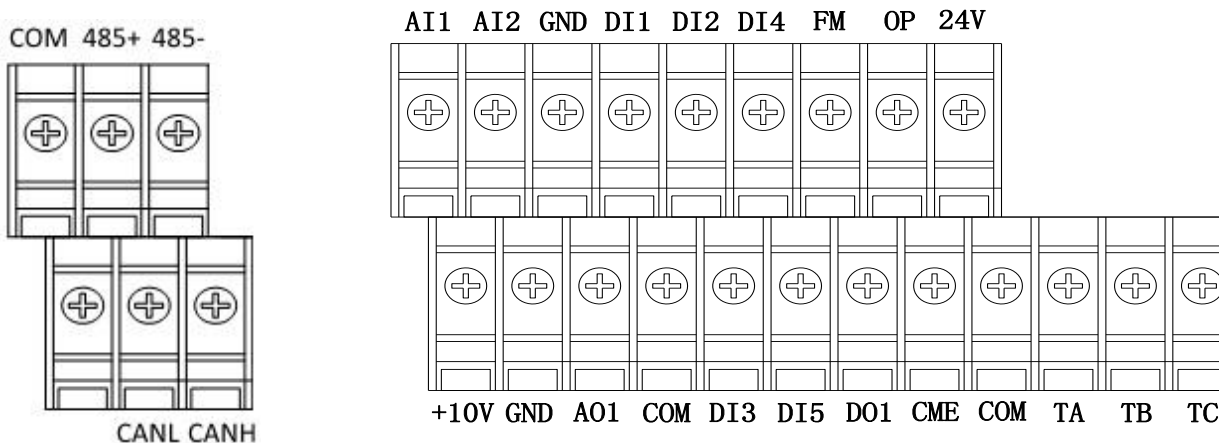 COM 485+ 485-
CANL CANH
AI1 AI2 GND DI1 DI2 DI4 FM OP 24V
+10V GND AO1 COM DI3 DI5 DO1 CME COM TA TB TC